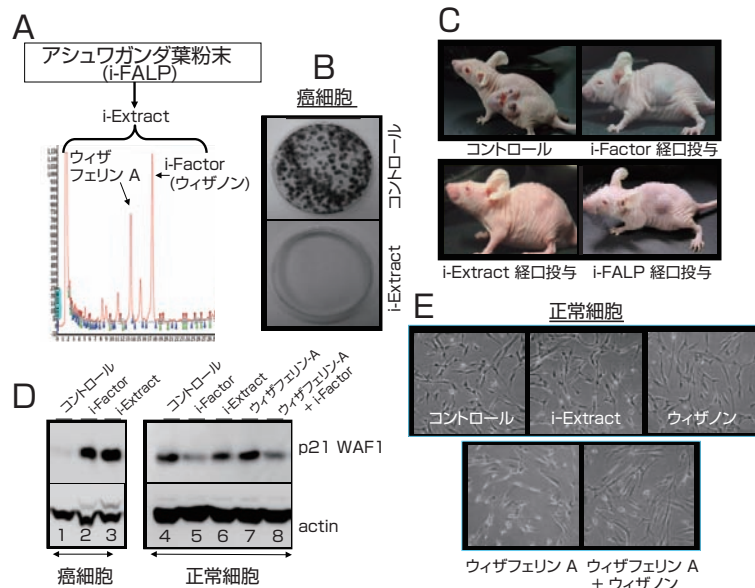 A
アシュワガンダ葉粉末
(i-FALP)
i-Extract
ウィザ
フェリン A
i-Factor
(ウィザノン)
B
癌細胞
コントロール
i-Extract
C
コントロール
i-Factor 経口投与
i-Extract 経口投与
i-FALP 経口投与
D
コントロール
i-Factor
i-Extract
コントロール
i-Factor
i-Extract
ウィザフェリン-A
ウィザフェリン-A
+ i-Factor
p21 WAF1
actin
1 2 3
4 5 6 7 8
癌細胞
正常細胞
E
正常細胞
コントロール
i-Extract
ウィザノン
ウィザフェリン A
ウィザフェリン A
+ ウィザノン